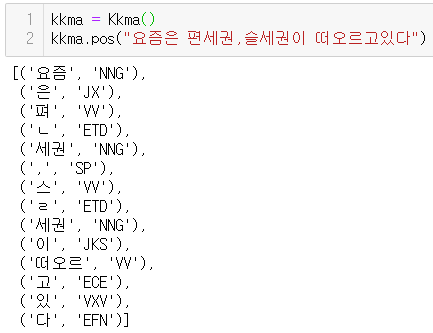 1 kkma = Kkma()
2 kkma.pos("요즘은 편세권,슬세권이 떠오르고있다")
[('요즘', 'NNG'),
('은', 'JX'),
('펴', 'VV'),
('ㄴ', 'ETD'),
('세권', 'NNG'),
(',', 'SP'),
('스', 'VV'),
('ㄹ', 'ETD'),
('세권', 'NNG'),
('이', 'JKS'),
('떠오르', 'VV'),
('고', 'ECE'),
('있', 'VXV'),
('다', 'EFN')]